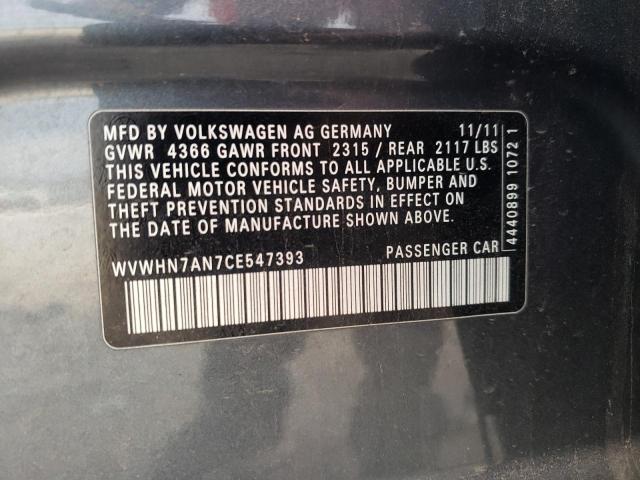 MFD BY VOLKSWAGEN AG GERMANY 11/11
GVWR 4366 GAWR FRONT 2315 / REAR 2117 LBS
THIS VEHICLE CONFORMS TO ALL APPLICABLE U.S.
FEDERAL MOTOR VEHICLE SAFETY, BUMPER AND
THEFT PREVENTION STANDARDS IN EFFECT ON
THE DATE OF MANUFACTURE SHOWN ABOVE.
WVWHN7AN7CE547393 PASSENGER CAR
4440899 1072 1